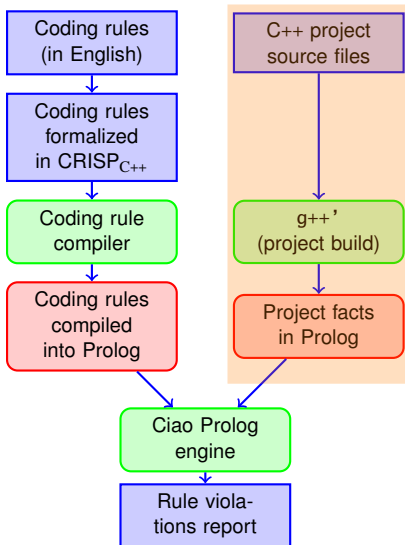 Coding rules
(in English)
Coding rules
formalized
in CRISP_C++
Coding rule
compiler
Coding rules
compiled
into Prolog
C++ project
source files
g++’
(project build)
Project facts
in Prolog
Ciao Prolog
engine
Rule viola-
tions report